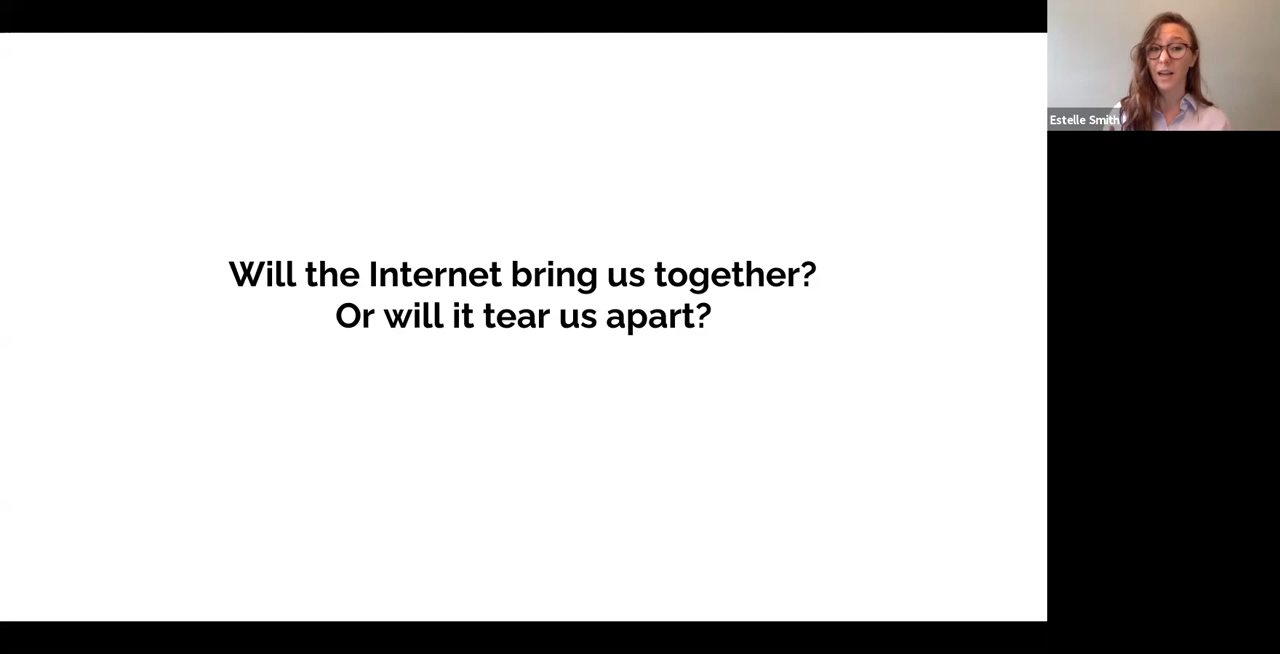 Will the Internet bring us together?
Or will it tear us apart?
Estelle Smith